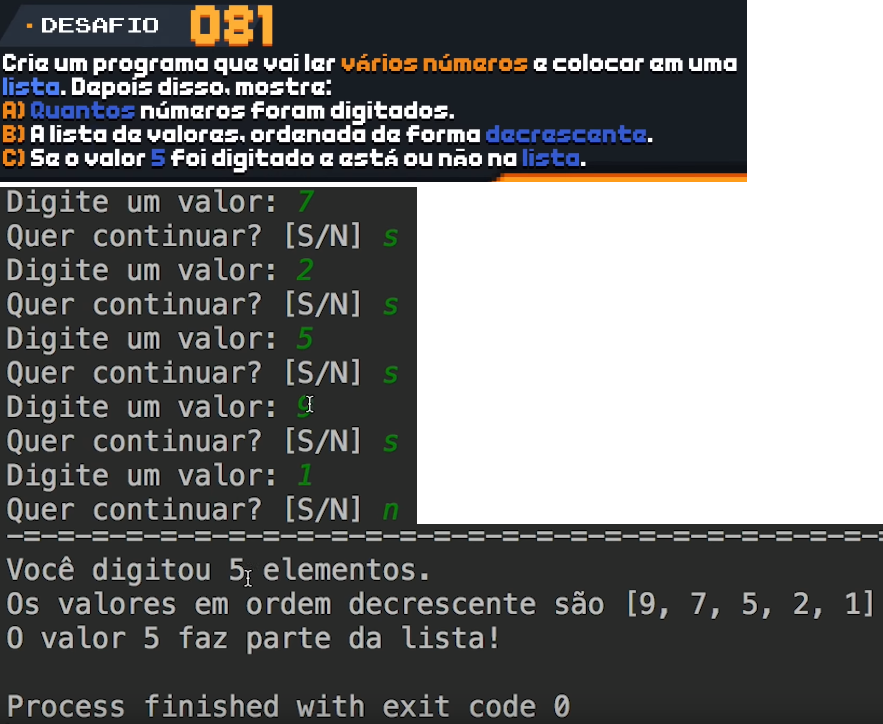 • DESAFIO 081
Crie um programa que vai ler vários números e colocar em uma
lista. Depois disso, mostre:
A) Quantos números foram digitados.
B) A lista de valores, ordenada de forma decrescente.
C) Se o valor 5 foi digitado e está ou não na lista.
Digite um valor: 7
Quer continuar? [S/N] s
Digite um valor: 2
Quer continuar? [S/N] s
Digite um valor: 5
Quer continuar? [S/N] s
Digite um valor: 9
Quer continuar? [S/N] s
Digite um valor: 1
Quer continuar? [S/N] n
-=-=-=-=-=-=-=-=-=-=-=-=-=-=-=-=-=-=-=-=-=-=-=-=-=-
Você digitou 5 elementos.
Os valores em ordem decrescente são [9, 7, 5, 2, 1]
O valor 5 faz parte da lista!
Process finished with exit code 0